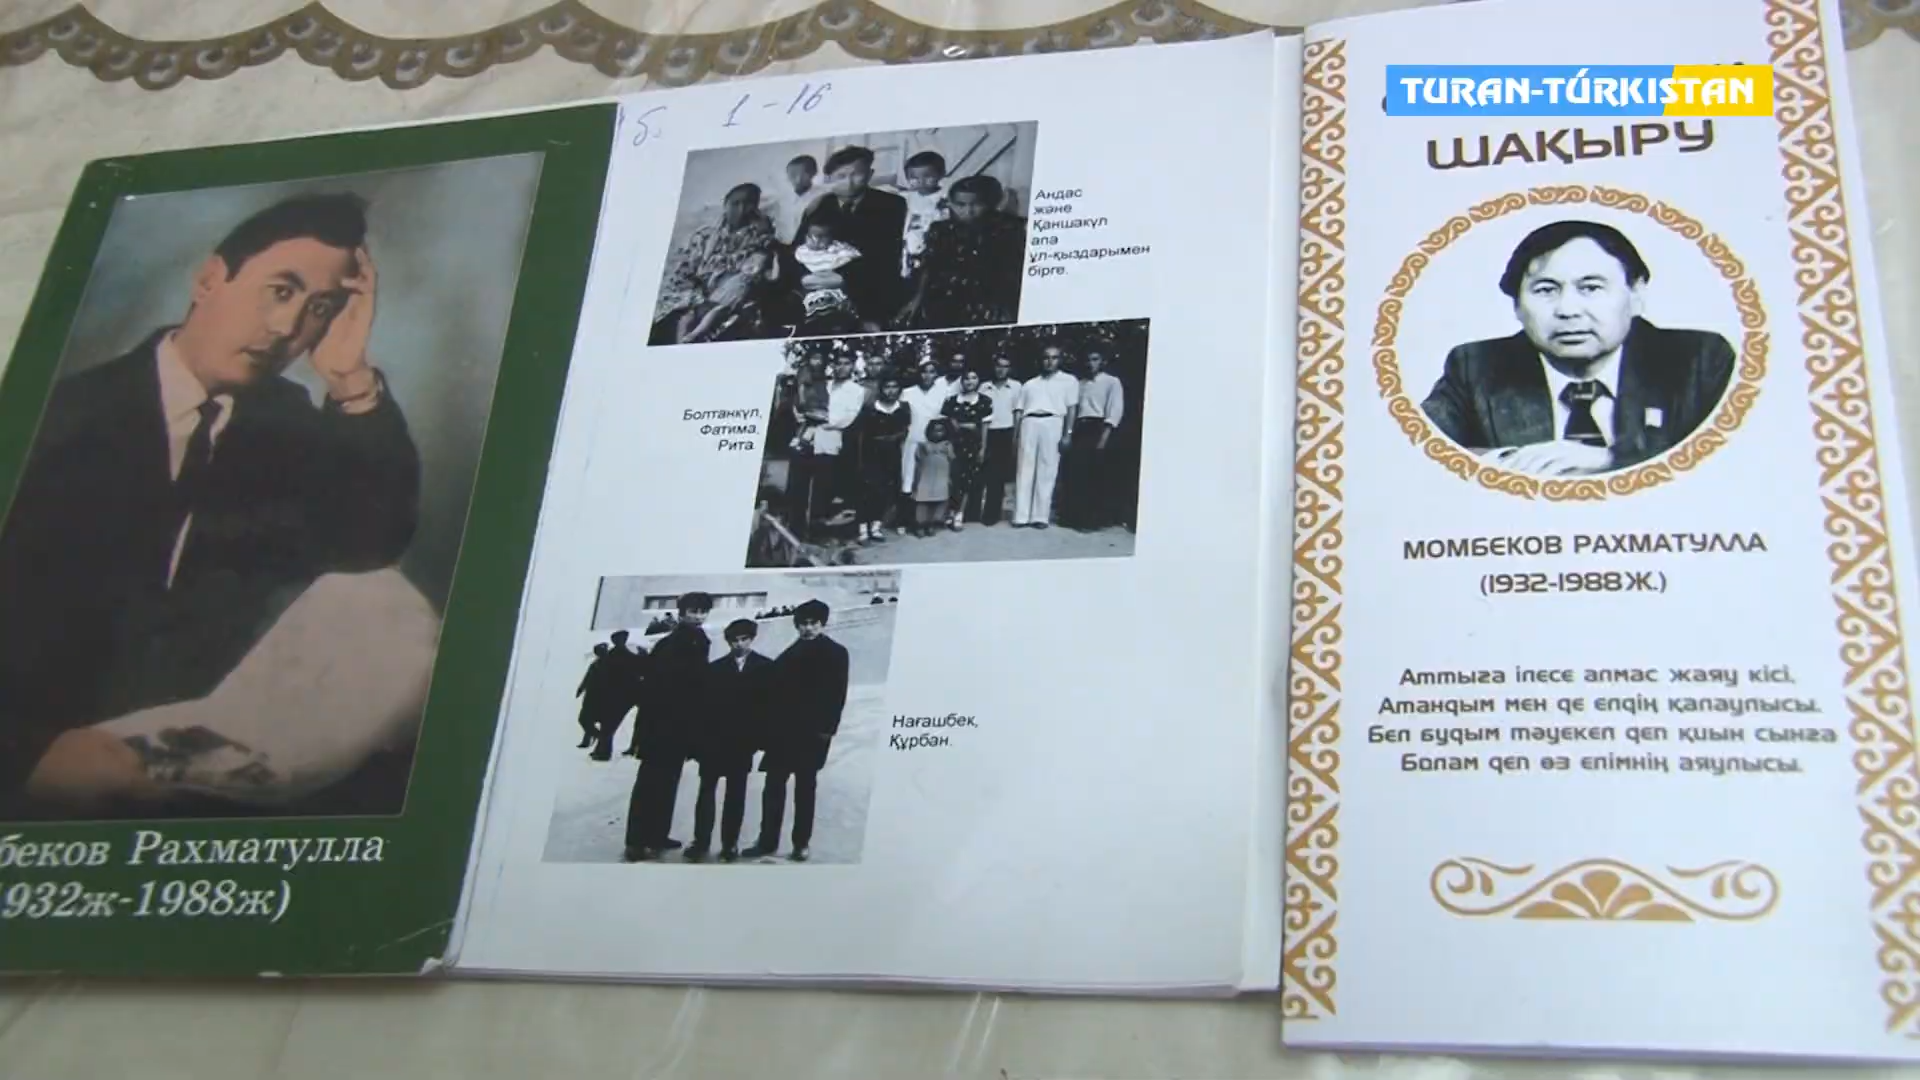 беков Рахматулла
1932ж-1988ж)
б. 1-16
Андас
және
Қаншакүл
апа
ұл-қыздарымен
бірге.
Болтанкүл,
Фатима,
Рита.
Нағашбек,
Құрбан.
TURAN-TÚRKISTAN
ШАҚЫРУ
МОМБЕКОВ РАХМАТУЛЛА
(1932-1988Ж.)
Аттыға ілесе алмас жаяу кісі,
Атандым мен де елдің қалаулысы.
Бел будым тәуекел деп қиын сынға
Болам деп өз елімнің аяулысы.